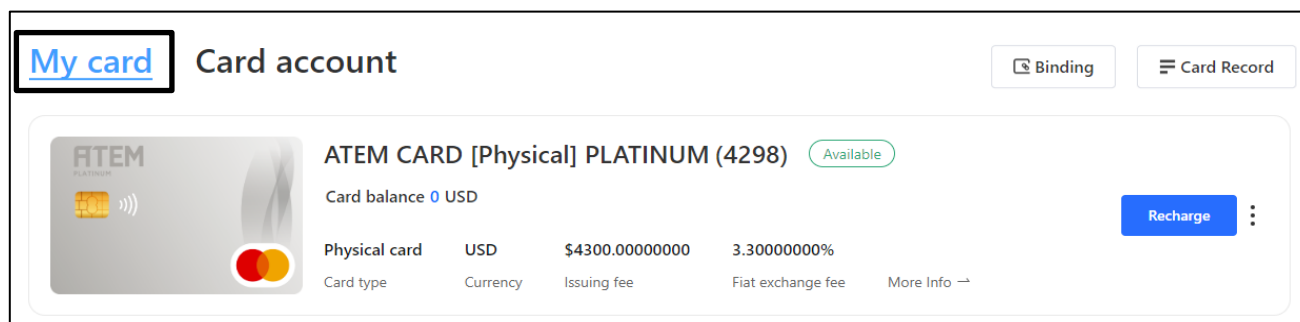 My card Card account Binding Card Record
ATEM
PLATINUM
ATEM CARD [Physical] PLATINUM (4298) Available
Card balance 0 USD
Recharge
Physical card USD $4300.00000000 3.30000000%
Card type Currency Issuing fee Fiat exchange fee More Info →